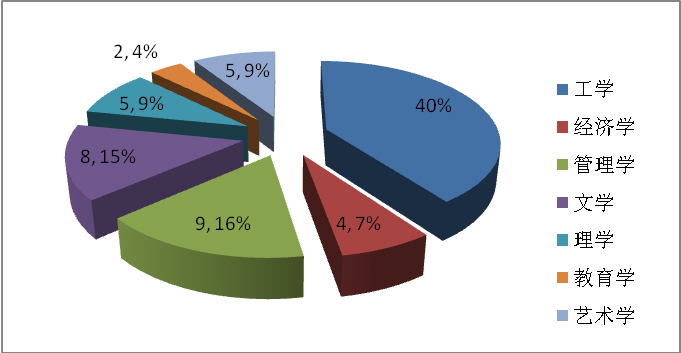 2, 4%
5, 9%
40%
5, 9%
8, 15%
9, 16%
4, 7%
工学
经济学
管理学
文学
理学
教育学
艺术学